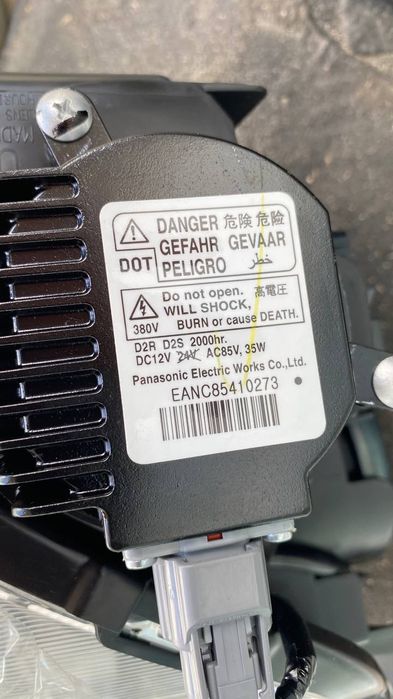 DANGER 危険 危险
GEFAHR GEVAAR
DOT PELIGRO خطر
Do not open. 高電圧
WILL SHOCK,
380V BURN or cause DEATH.
D2R D2S 2000hr.
DC12V 24V AC85V, 35W
Panasonic Electric Works Co.,Ltd.
EANC85410273
MADE